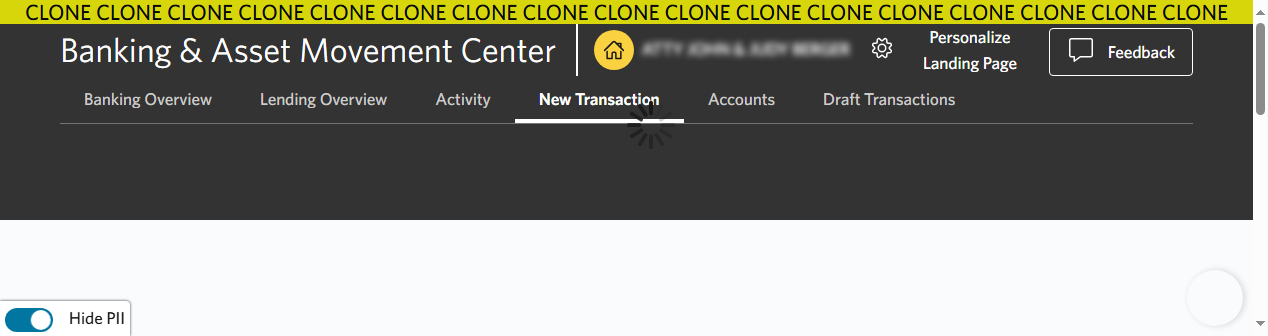 CLONE CLONE CLONE CLONE CLONE CLONE CLONE CLONE CLONE CLONE CLONE CLONE CLONE CLONE CLONE CLONE CLONE
Banking & Asset Movement Center
Personalize
Landing Page
Feedback
Banking Overview Lending Overview Activity New Transaction Accounts Draft Transactions
Hide PII